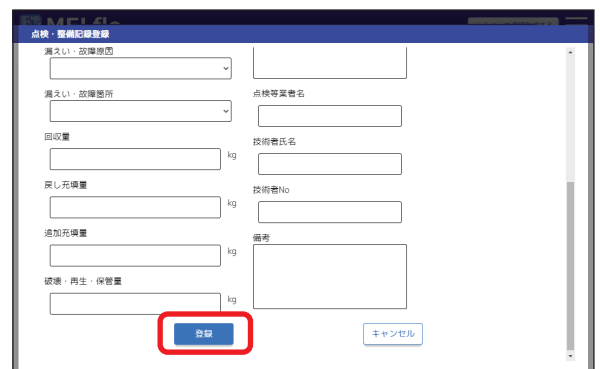 MELflo
点検・整備記録登録
漏えい・故障原因
漏えい・故障箇所
回収量
kg
戻し充填量
kg
追加充填量
kg
破壊・再生・保管量
kg
点検等業者名
技術者氏名
技術者No
備考
登録
キャンセル